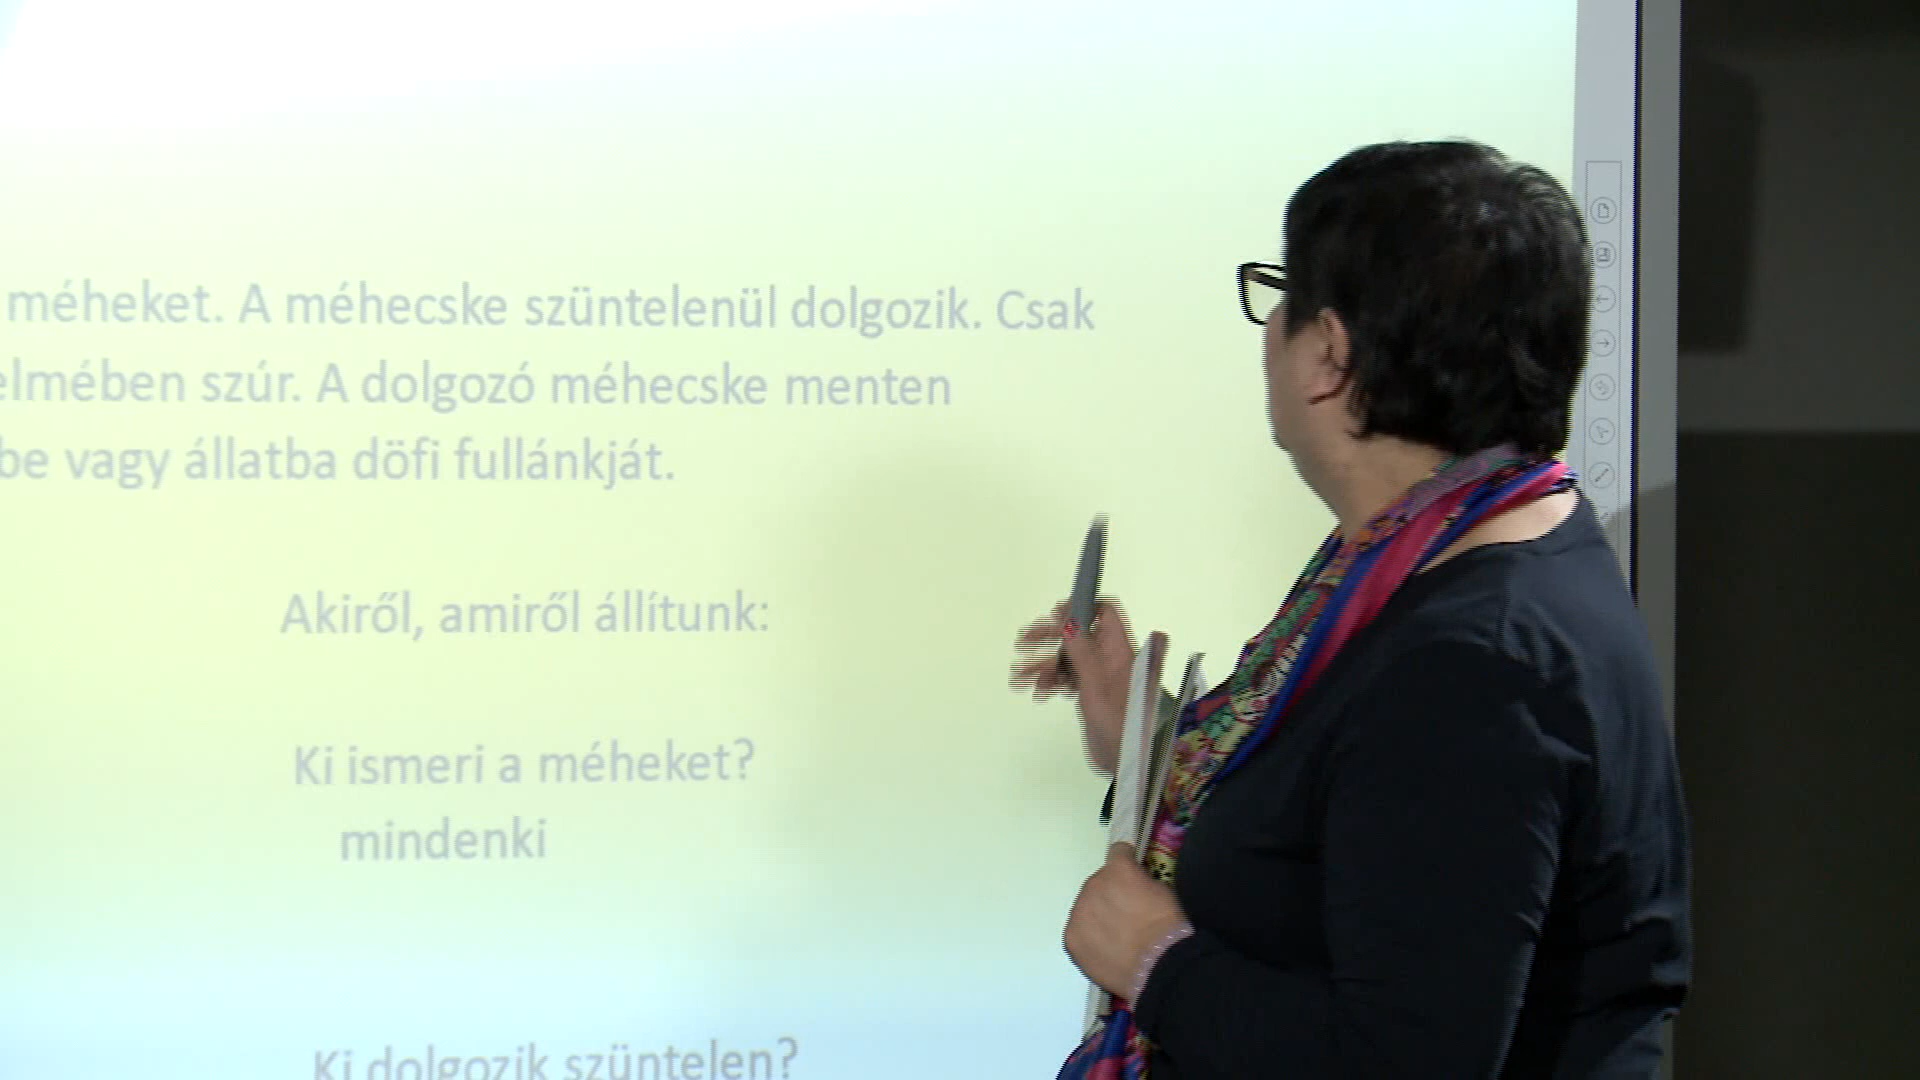 méheket. A méhecske szüntelenül dolgozik. Csak
elmében szúr. A dolgozó méhecske menten
be vagy állatba döfi fullánkját.
Akiről, amiről állítunk:
Ki ismeri a méheket?
mindenki
Ki dolgozik szüntelen?